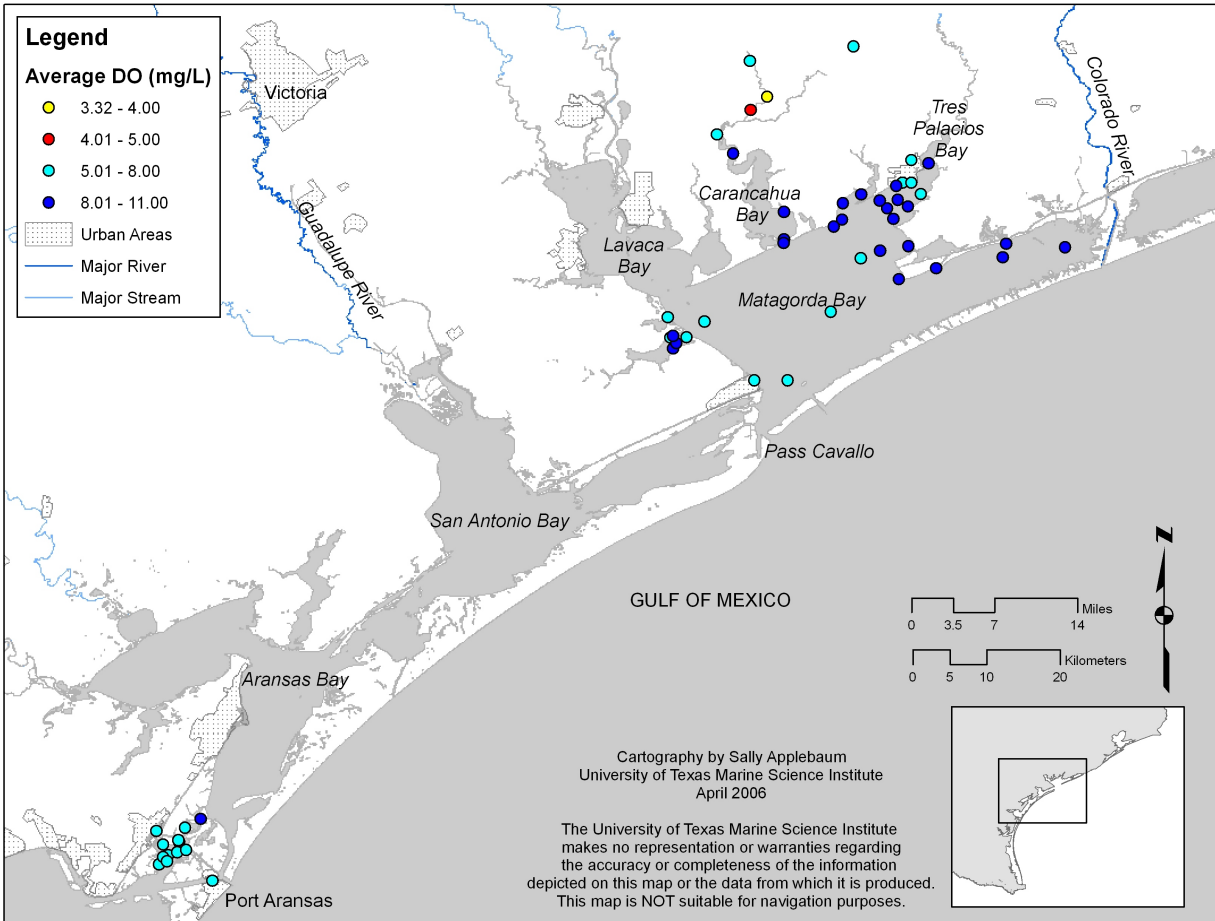 Legend
Average DO (mg/L)
3.32 - 4.00
4.01 - 5.00
5.01 - 8.00
8.01 - 11.00
Urban Areas
Major River
Major Stream
Victoria
Guadalupe River
Colorado River
Tres
Palacios
Bay
Carancahua
Bay
Lavaca
Bay
Matagorda Bay
Pass Cavallo
San Antonio Bay
GULF OF MEXICO
Aransas Bay
Port Aransas
N
0 3.5 7 14 Miles
0 5 10 20 Kilometers
Cartography by Sally Applebaum
University of Texas Marine Science Institute
April 2006
The University of Texas Marine Science Institute
makes no representation or warranties regarding
the accuracy or completeness of the information
depicted on this map or the data from which it is produced.
This map is NOT suitable for navigation purposes.